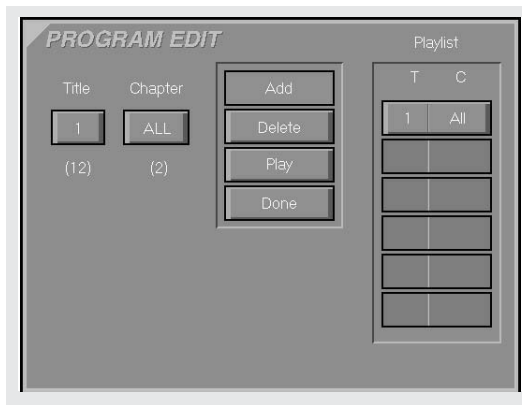 PROGRAM EDIT
Title Chapter
1 ALL
(12) (2)
Add
Delete
Play
Done
Playlist
T C
1 All